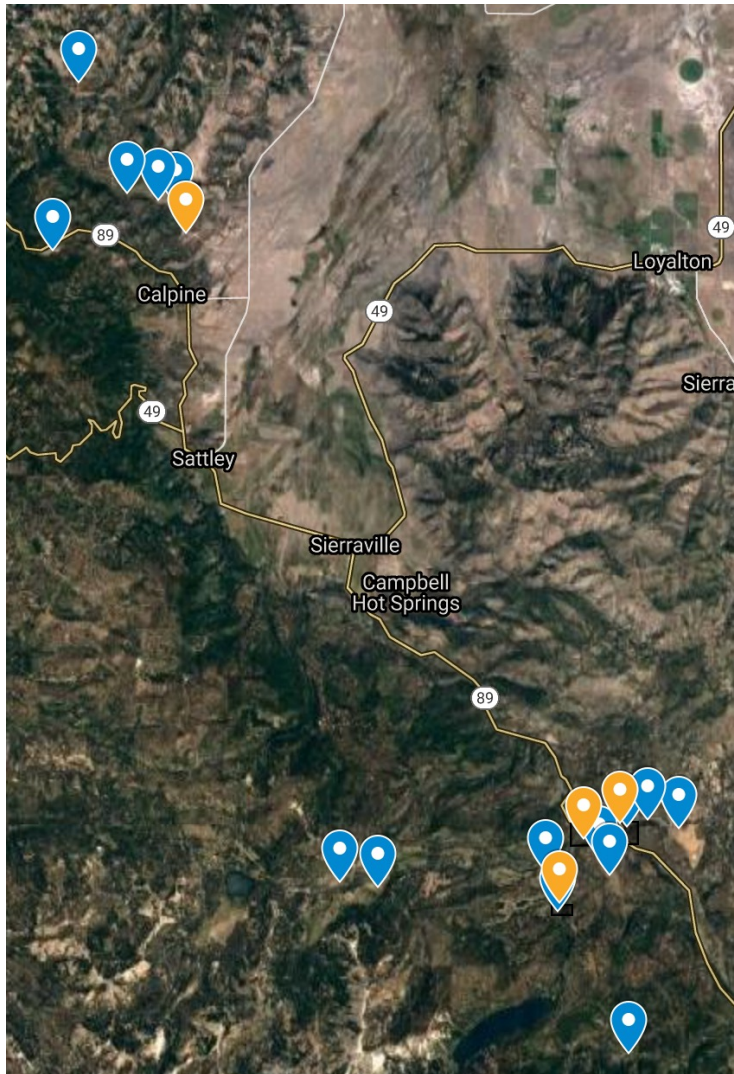 49
89
Loyalton
Calpine
49
Sierra
49
Sattley
Sierraville
Campbell
Hot Springs
89